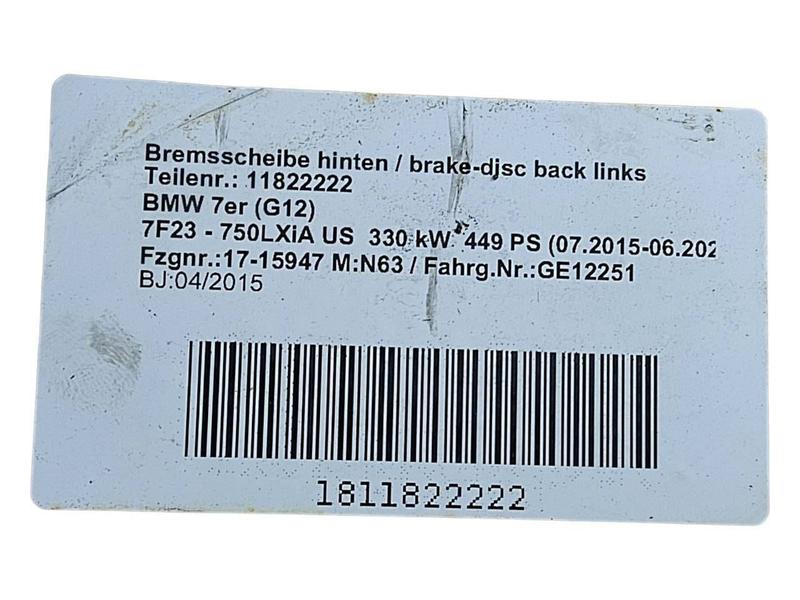 Bremsscheibe hinten / brake-disc back links
Teilenr.: 11822222
BMW 7er (G12)
7F23 - 750LXiA US 330 kW 449 PS (07.2015-06.202
Fzgnr.:17-15947 M:N63 / Fahrg.Nr.:GE12251
BJ:04/2015
1811822222